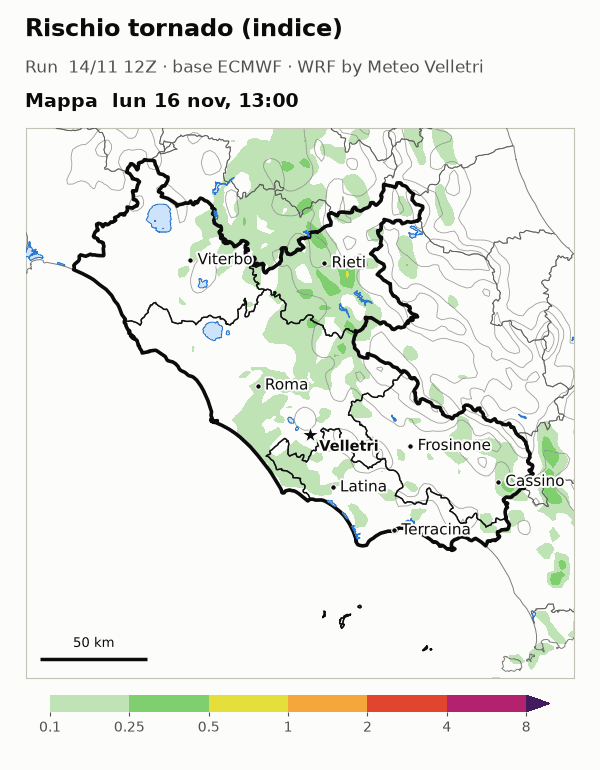 Rischio tornado (indice)
Run  14/11 12Z · base ECMWF · WRF by Meteo Velletri
Mappa  lun 16 nov, 13:00
Viterbo
Rieti
Roma
Velletri
Frosinone
Latina
Cassino
Terracina
50 km
0.1 0.25 0.5 1 2 4 8